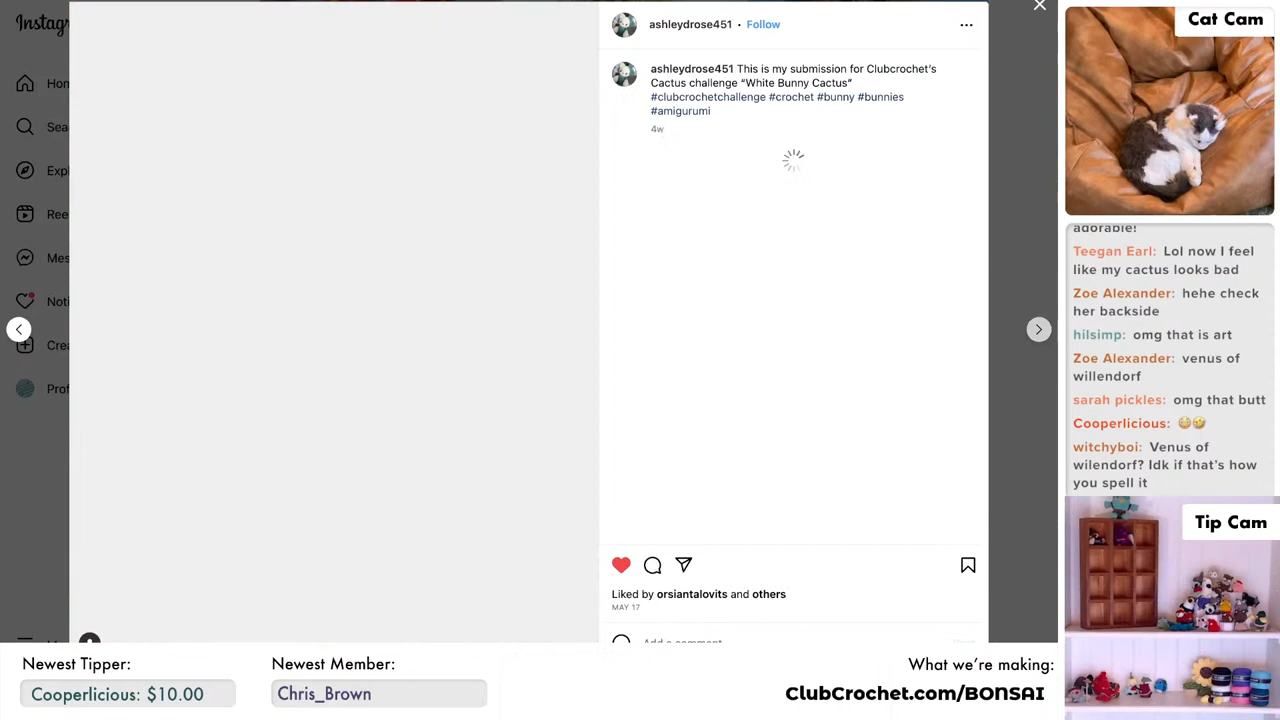 Instag
Hon
Sea
Expl
Ree
Mes
Noti
Crea
Prof
ashleydrose451 • Follow
ashleydrose451 This is my submission for Clubcrochet's
Cactus challenge “White Bunny Cactus”
#clubcrochetchallenge #crochet #bunny #bunnies
#amigurumi
4w
Liked by orsiantalovits and others
MAY 17
Add a comment
Cat Cam
adorable!
Teegan Earl: Lol now I feel
like my cactus looks bad
Zoe Alexander: hehe check
her backside
hilsimp: omg that is art
Zoe Alexander: venus of
willendorf
sarah pickles: omg that butt
Cooperlicious: 😳🤣
witchyboi: Venus of
wilendorf? Idk if that's how
you spell it
Tip Cam
Newest Tipper:
Cooperlicious: $10.00
Newest Member:
Chris_Brown
What we're making:
ClubCrochet.com/BONSAI